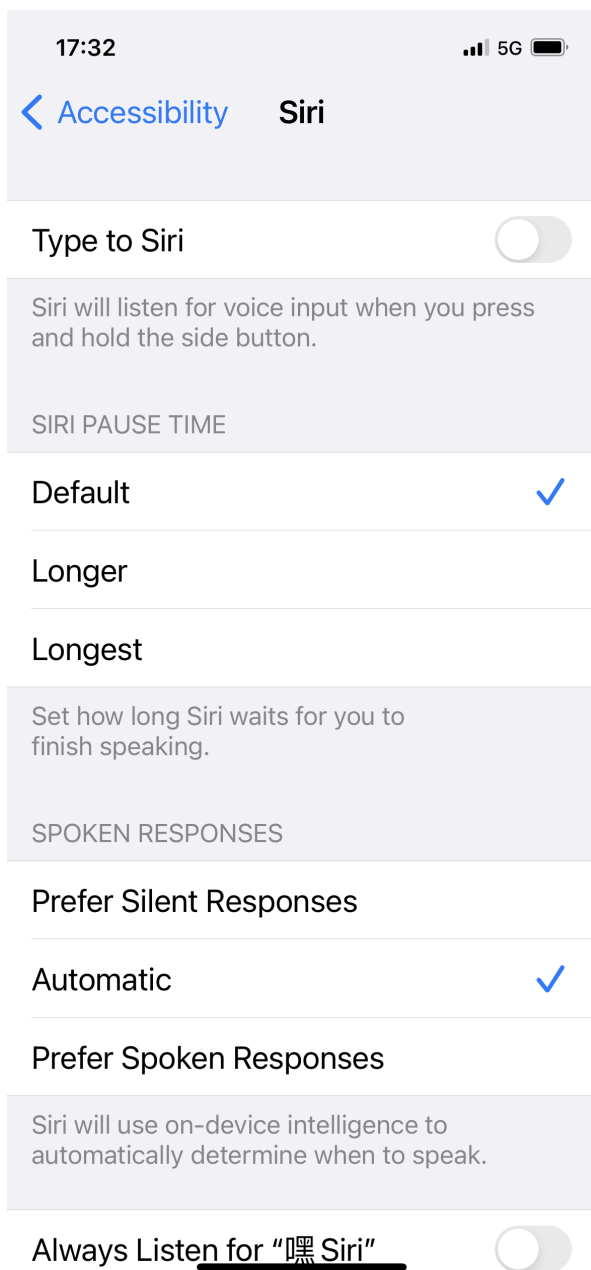 17:32
5G
Accessibility
Siri
Type to Siri
Siri will listen for voice input when you press
and hold the side button.
SIRI PAUSE TIME
Default
Longer
Longest
Set how long Siri waits for you to
finish speaking.
SPOKEN RESPONSES
Prefer Silent Responses
Automatic
Prefer Spoken Responses
Siri will use on-device intelligence to
automatically determine when to speak.
Always Listen for “嘿 Siri”